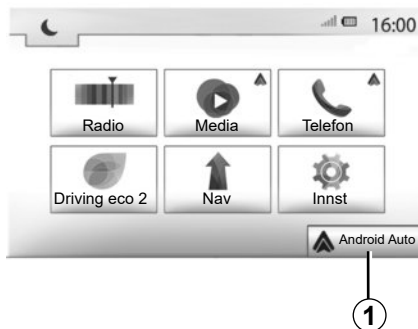 16:00
Radio Media Telefon
Driving eco 2 Nav Innst
Android Auto
1